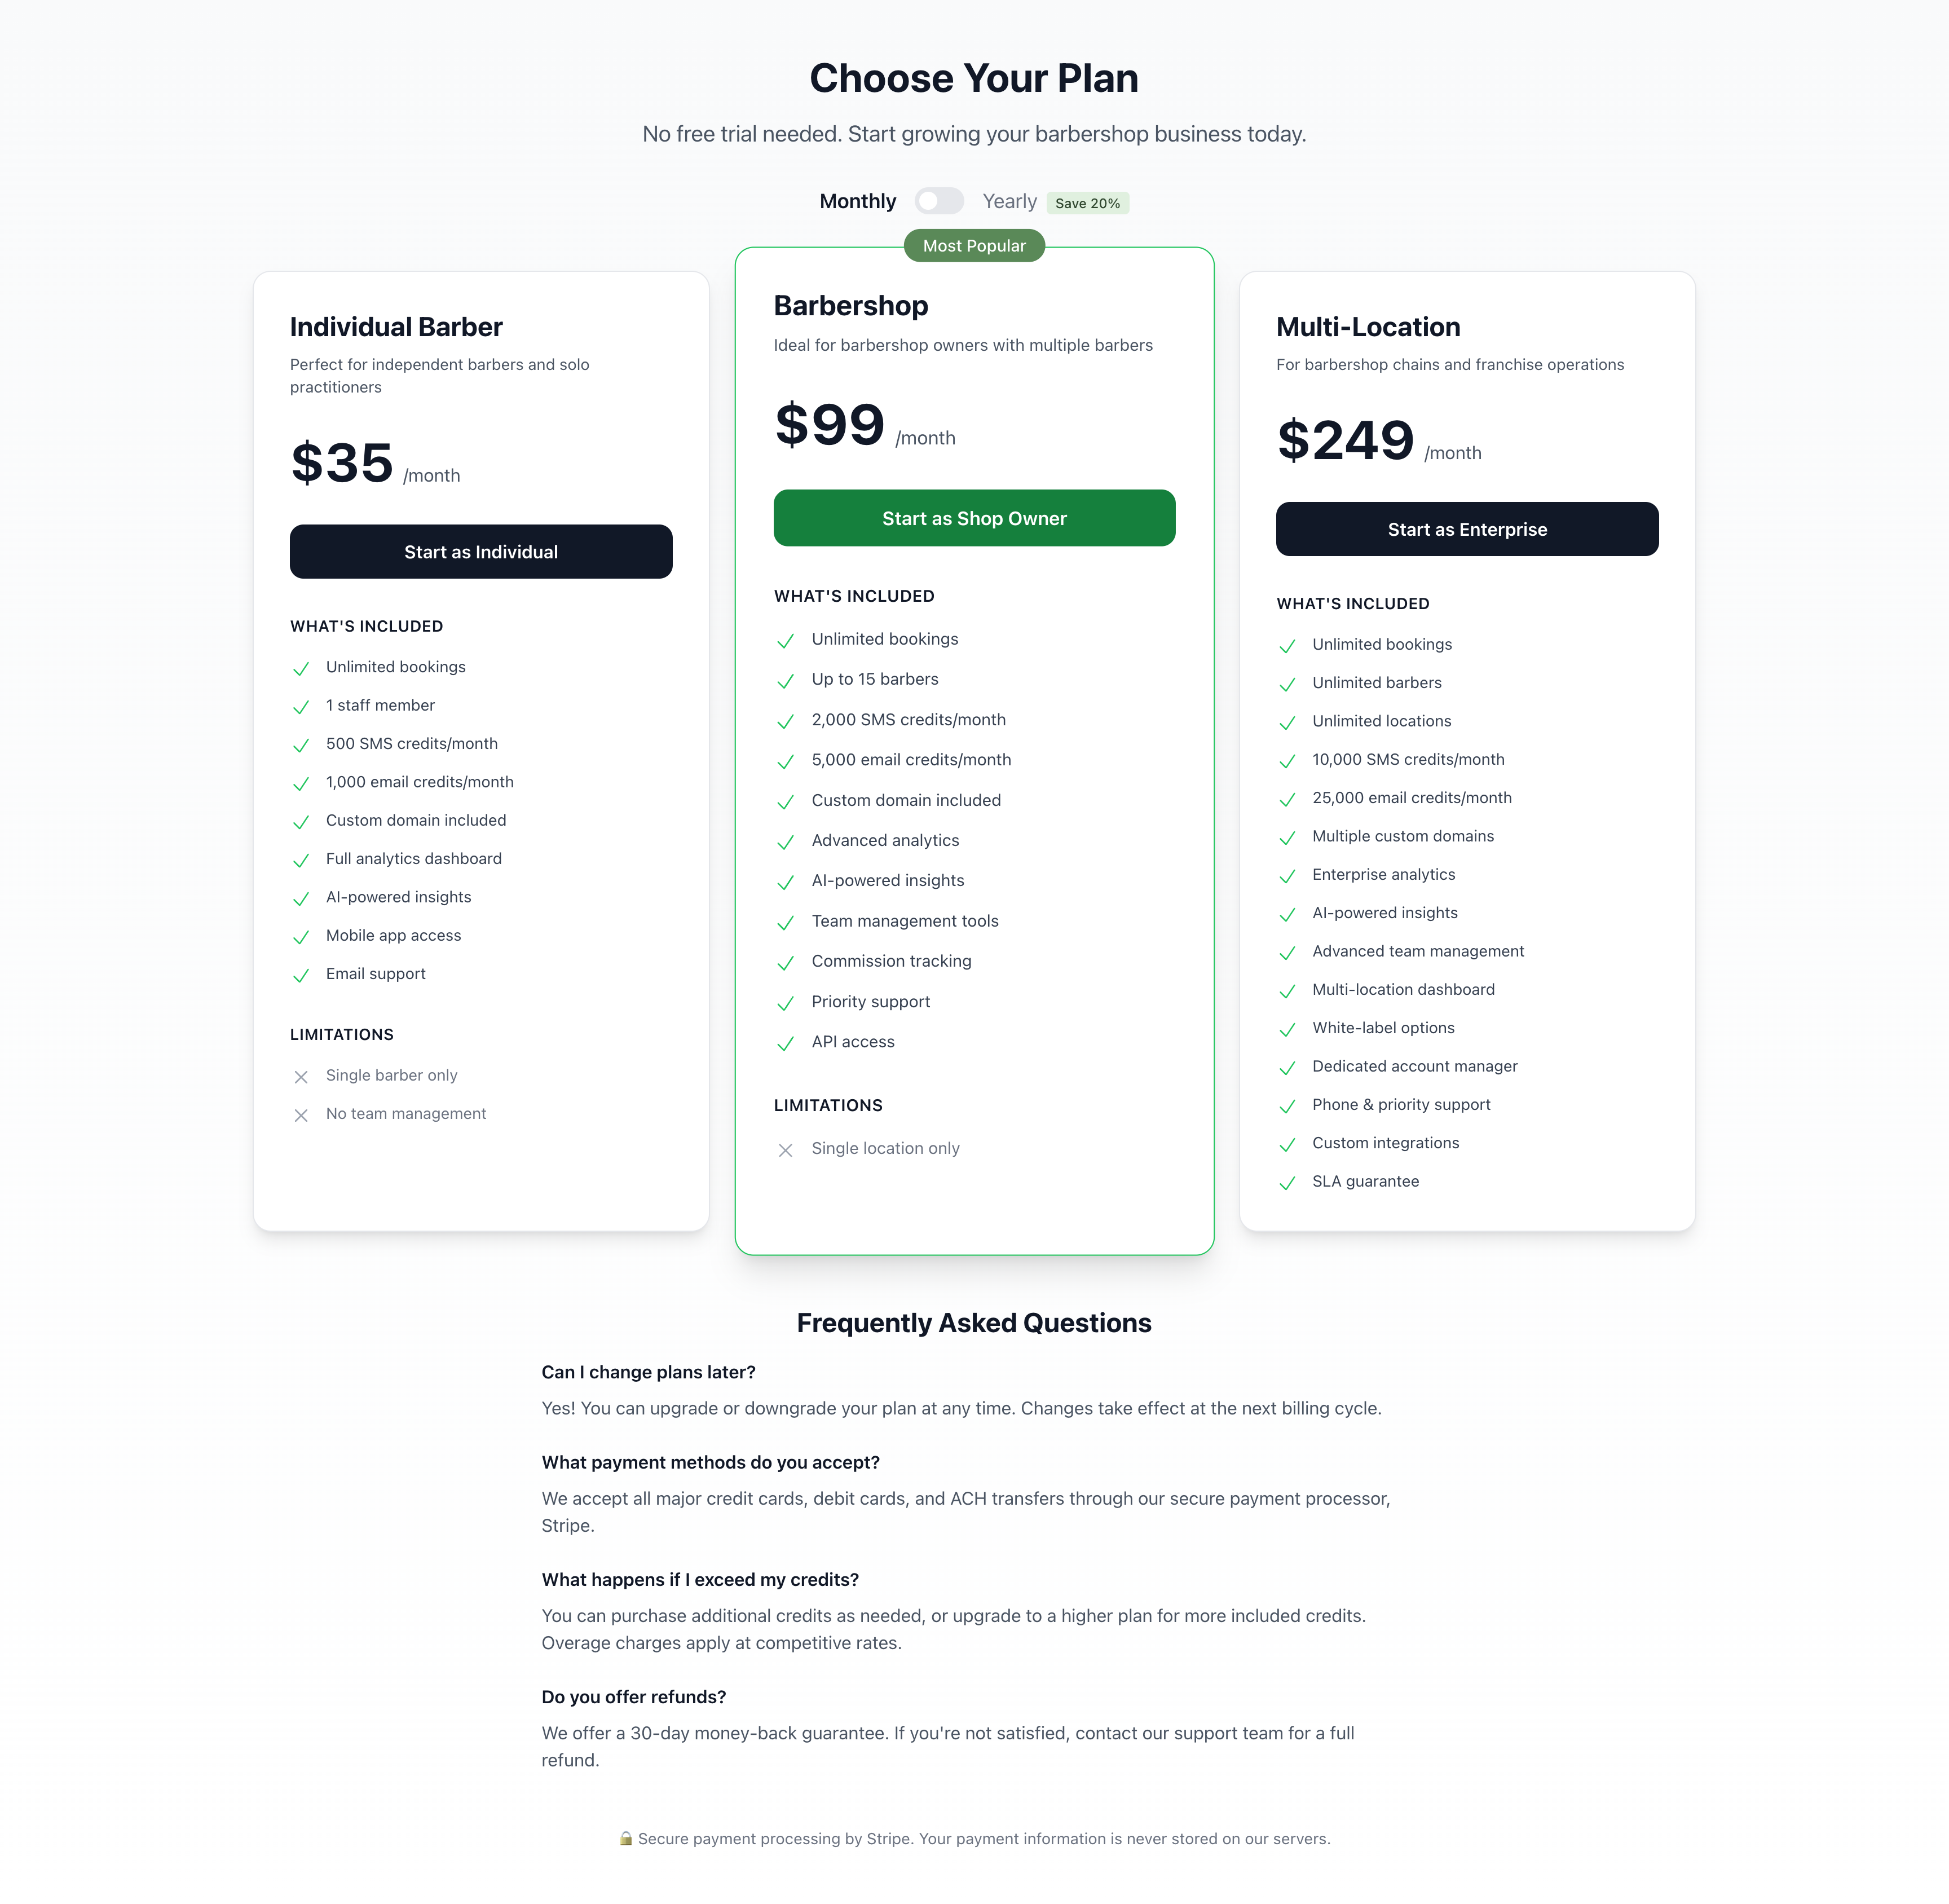 Choose Your Plan
No free trial needed. Start growing your barbershop business today.
Monthly Yearly Save 20%
Individual Barber
Perfect for independent barbers and solo
practitioners
$35 /month
Start as Individual
WHAT'S INCLUDED
Unlimited bookings
1 staff member
500 SMS credits/month
1,000 email credits/month
Custom domain included
Full analytics dashboard
AI-powered insights
Mobile app access
Email support
LIMITATIONS
Single barber only
No team management
Most Popular
Barbershop
Ideal for barbershop owners with multiple barbers
$99 /month
Start as Shop Owner
WHAT'S INCLUDED
Unlimited bookings
Up to 15 barbers
2,000 SMS credits/month
5,000 email credits/month
Custom domain included
Advanced analytics
AI-powered insights
Team management tools
Commission tracking
Priority support
API access
LIMITATIONS
Single location only
Multi-Location
For barbershop chains and franchise operations
$249 /month
Start as Enterprise
WHAT'S INCLUDED
Unlimited bookings
Unlimited barbers
Unlimited locations
10,000 SMS credits/month
25,000 email credits/month
Multiple custom domains
Enterprise analytics
AI-powered insights
Advanced team management
Multi-location dashboard
White-label options
Dedicated account manager
Phone & priority support
Custom integrations
SLA guarantee
Frequently Asked Questions
Can I change plans later?
Yes! You can upgrade or downgrade your plan at any time. Changes take effect at the next billing cycle.
What payment methods do you accept?
We accept all major credit cards, debit cards, and ACH transfers through our secure payment processor,
Stripe.
What happens if I exceed my credits?
You can purchase additional credits as needed, or upgrade to a higher plan for more included credits.
Overage charges apply at competitive rates.
Do you offer refunds?
We offer a 30-day money-back guarantee. If you're not satisfied, contact our support team for a full
refund.
🔒 Secure payment processing by Stripe. Your payment information is never stored on our servers.